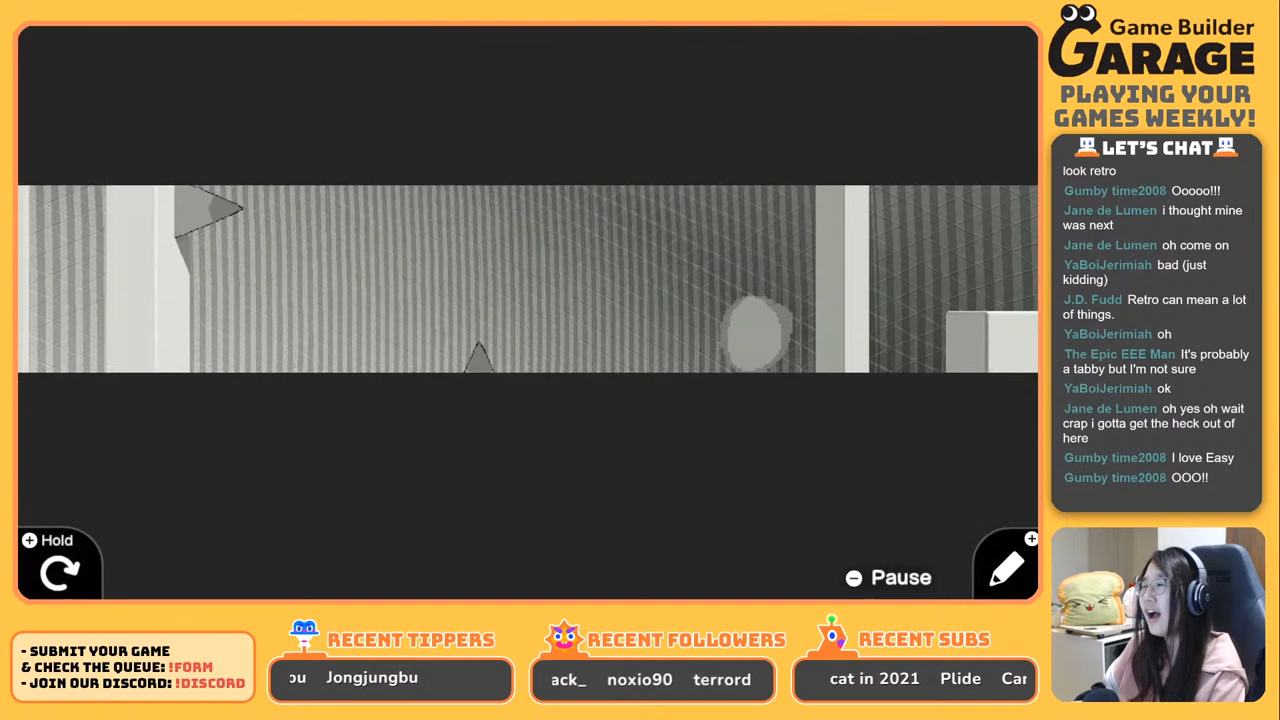 Game Builder
GARAGE
PLAYING YOUR
GAMES WEEKLY!
LET'S CHAT
look retro
Gumby time2008 Ooooo!!!
Jane de Lumen i thought mine
was next
Jane de Lumen oh come on
YaBoiJerimiah bad (just
kidding)
J.D. Fudd Retro can mean a lot
of things.
YaBoiJerimiah oh
The Epic EEE Man It's probably
a tabby but I'm not sure
YaBoiJerimiah ok
Jane de Lumen oh yes oh wait
crap i gotta get the heck out of
here
Gumby time2008 I love Easy
Gumby time2008 OOO!!
Hold
Pause
- SUBMIT YOUR GAME
& CHECK THE QUEUE: !FORM
- JOIN OUR DISCORD: !DISCORD
RECENT TIPPERS
ou Jongjungbu
RECENT FOLLOWERS
ack_ noxio90 terrord
RECENT SUBS
cat in 2021 Plide Car